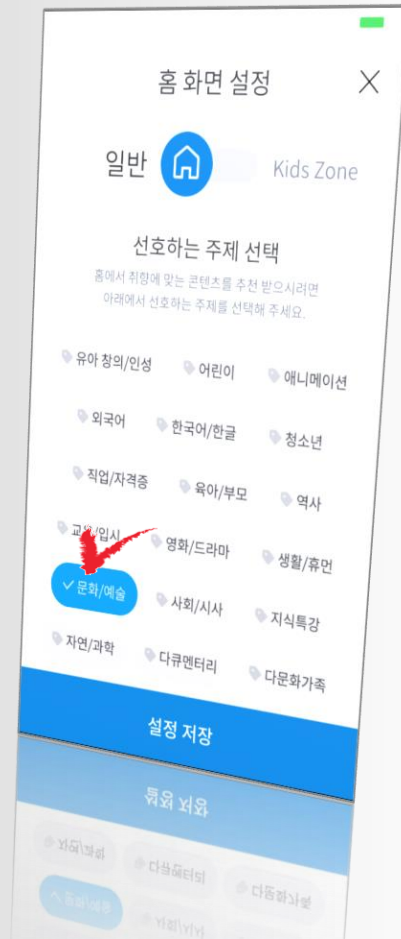 홈 화면 설정
일반 Kids Zone
선호하는 주제 선택
홈에서 취향에 맞는 콘텐츠를 추천 받으시려면
아래에서 선호하는 주제를 선택해 주세요.
유아 창의/인성 어린이 애니메이션
외국어 한국어/한글 청소년
직업/자격증 육아/부모 역사
교육/입시 영화/드라마 생활/휴먼
문화/예술 사회/시사 지식특강
자연/과학 다큐멘터리 다문화가족
설정 저장